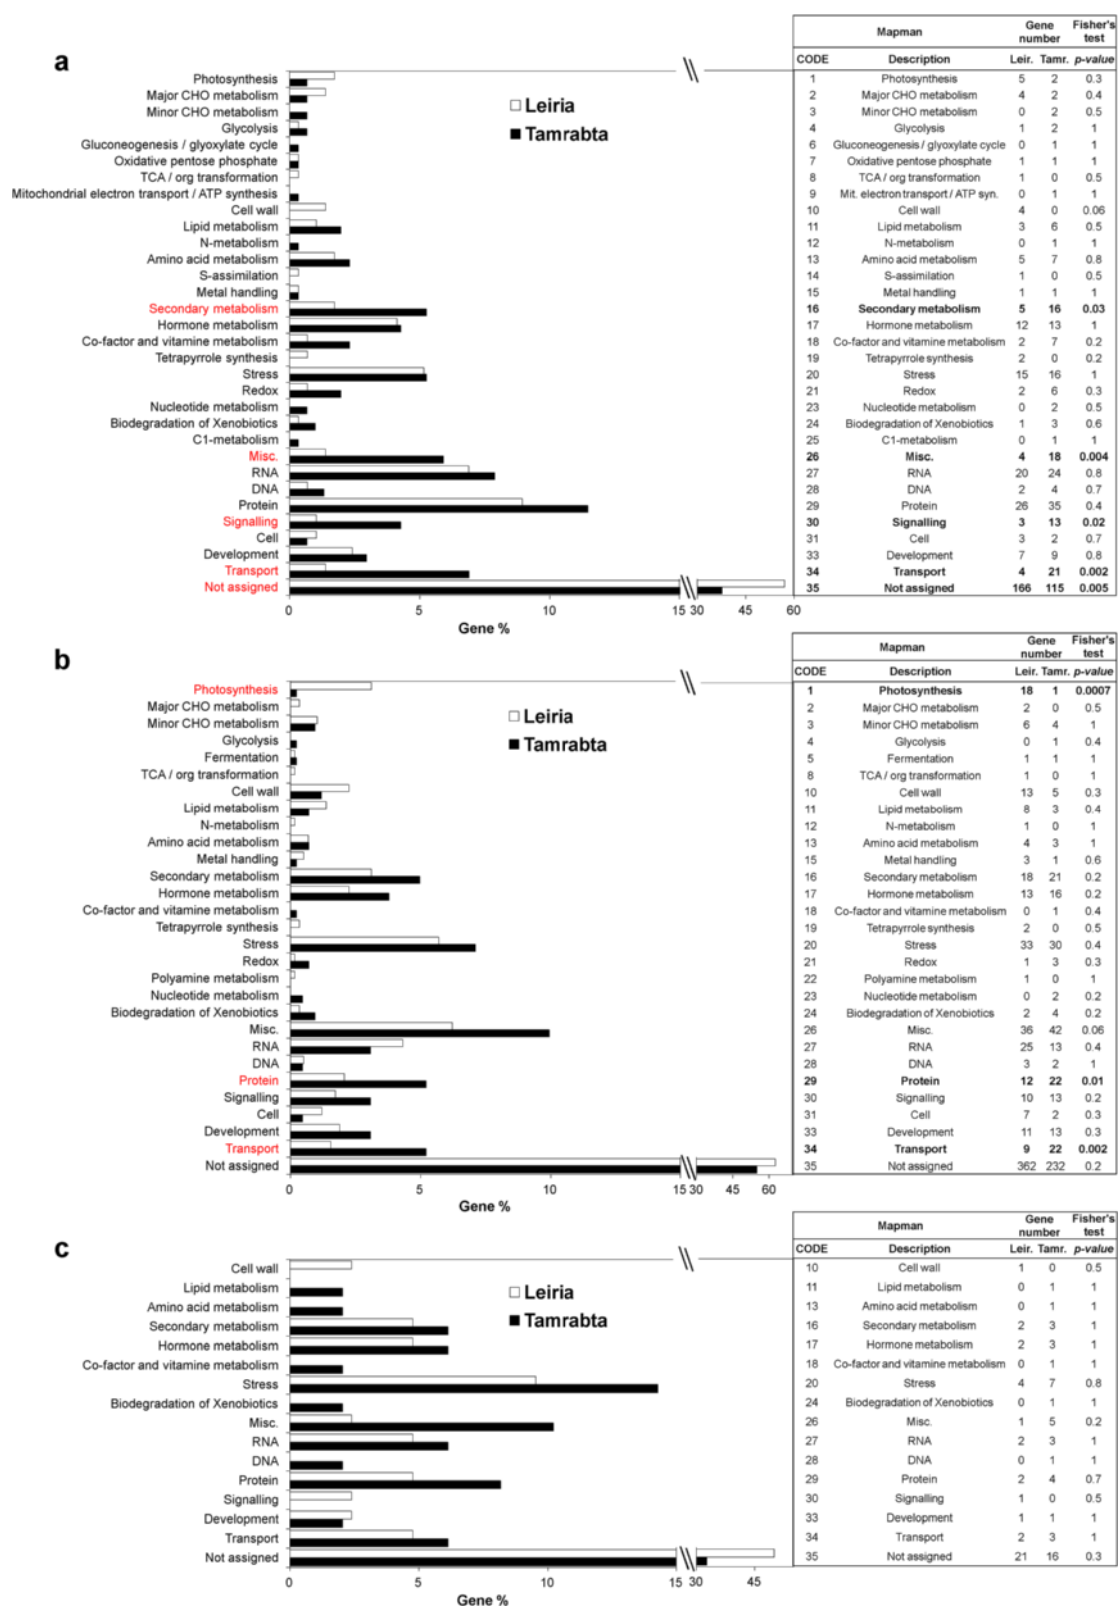 a
Mapman Gene number Fisher's test
CODE Description Leir. Tamr. p-value
Photosynthesis 1 Photosynthesis 5 2 0.3
Major CHO metabolism 2 Major CHO metabolism 4 2 0.4
Minor CHO metabolism 3 Minor CHO metabolism 0 2 0.5
Glycolysis 4 Glycolysis 1 2 1
Gluconeogenesis / glyoxylate cycle 6 Gluconeogenesis / glyoxylate cycle 0 1 1
Oxidative pentose phosphate 7 Oxidative pentose phosphate 1 1 1
TCA / org transformation 8 TCA / org transformation 1 0 0.5
Mitochondrial electron transport / ATP synthesis 9 Mit. electron transport / ATP syn. 0 1 1
Cell wall 10 Cell wall 4 0 0.06
Lipid metabolism 11 Lipid metabolism 3 6 0.5
N-metabolism 12 N-metabolism 0 1 1
Amino acid metabolism 13 Amino acid metabolism 5 7 0.8
S-assimilation 14 S-assimilation 1 0 0.5
Metal handling 15 Metal handling 1 1 1
Secondary metabolism 16 Secondary metabolism 5 16 0.03
Hormone metabolism 17 Hormone metabolism 12 13 1
Co-factor and vitamine metabolism 18 Co-factor and vitamine metabolism 2 7 0.2
Tetrapyrrole synthesis 19 Tetrapyrrole synthesis 2 0 0.2
Stress 20 Stress 15 16 1
Redox 21 Redox 2 6 0.3
Nucleotide metabolism 23 Nucleotide metabolism 0 2 0.5
Biodegradation of Xenobiotics 24 Biodegradation of Xenobiotics 1 3 0.6
C1-metabolism 25 C1-metabolism 0 1 1
Misc. 26 Misc. 4 18 0.004
RNA 27 RNA 20 24 0.8
DNA 28 DNA 2 4 0.7
Protein 29 Protein 26 35 0.4
Signalling 30 Signalling 3 13 0.02
Cell 31 Cell 3 2 0.7
Development 33 Development 7 9 0.8
Transport 34 Transport 4 21 0.002
Not assigned 35 Not assigned 166 115 0.005
Leiria
Tamrabta
0 5 10 15 30 45 60
Gene %
b
Mapman Gene number Fisher's test
CODE Description Leir. Tamr. p-value
Photosynthesis 1 Photosynthesis 18 1 0.0007
Major CHO metabolism 2 Major CHO metabolism 2 0 0.5
Minor CHO metabolism 3 Minor CHO metabolism 6 4 1
Glycolysis 4 Glycolysis 0 1 0.4
Fermentation 5 Fermentation 1 1 1
TCA / org transformation 8 TCA / org transformation 1 0 1
Cell wall 10 Cell wall 13 5 0.3
Lipid metabolism 11 Lipid metabolism 8 3 0.4
N-metabolism 12 N-metabolism 1 0 1
Amino acid metabolism 13 Amino acid metabolism 4 3 1
Metal handling 15 Metal handling 3 1 0.6
Secondary metabolism 16 Secondary metabolism 18 21 0.2
Hormone metabolism 17 Hormone metabolism 13 16 0.2
Co-factor and vitamine metabolism 18 Co-factor and vitamine metabolism 0 1 0.4
Tetrapyrrole synthesis 19 Tetrapyrrole synthesis 2 0 0.5
Stress 20 Stress 33 30 0.4
Redox 21 Redox 1 3 0.3
Polyamine metabolism 22 Polyamine metabolism 1 0 1
Nucleotide metabolism 23 Nucleotide metabolism 0 2 0.2
Biodegradation of Xenobiotics 24 Biodegradation of Xenobiotics 2 4 0.2
Misc. 26 Misc. 36 42 0.06
RNA 27 RNA 25 13 0.4
DNA 28 DNA 3 2 1
Protein 29 Protein 12 22 0.01
Signalling 30 Signalling 10 13 0.2
Cell 31 Cell 7 2 0.3
Development 33 Development 11 13 0.3
Transport 34 Transport 9 22 0.002
Not assigned 35 Not assigned 362 232 0.2
Leiria
Tamrabta
0 5 10 15 30 45 60
Gene %
c
Mapman Gene number Fisher's test
CODE Description Leir. Tamr. p-value
Cell wall 10 Cell wall 1 0 0.5
Lipid metabolism 11 Lipid metabolism 0 1 1
Amino acid metabolism 13 Amino acid metabolism 0 1 1
Secondary metabolism 16 Secondary metabolism 2 3 1
Hormone metabolism 17 Hormone metabolism 2 3 1
Co-factor and vitamine metabolism 18 Co-factor and vitamine metabolism 0 1 1
Stress 20 Stress 4 7 0.8
Biodegradation of Xenobiotics 24 Biodegradation of Xenobiotics 0 1 1
Misc. 26 Misc. 1 5 0.2
RNA 27 RNA 2 3 1
DNA 28 DNA 0 1 1
Protein 29 Protein 2 4 0.7
Signalling 30 Signalling 1 0 0.5
Development 33 Development 1 1 1
Transport 34 Transport 2 3 1
Not assigned 35 Not assigned 21 16 0.3
Leiria
Tamrabta
0 5 10 15 30 45
Gene %